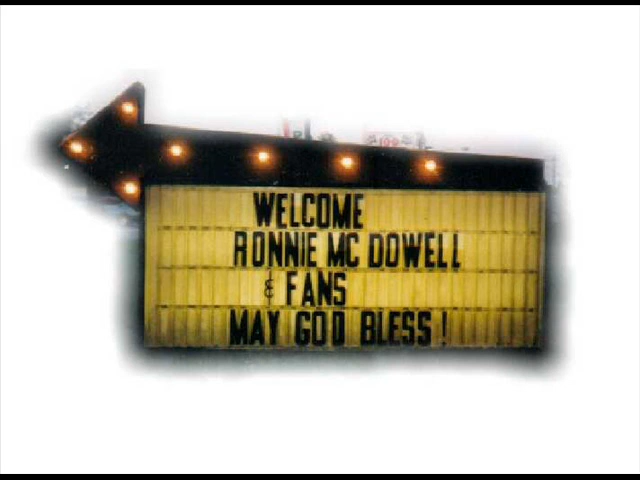 WELCOME
RONNIE MC DOWELL
& FANS
MAY GOD BLESS !